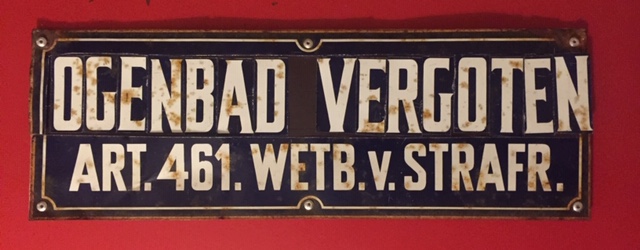 OGENBAD VERGOTEN
ART. 461. WETB. v. STRAFR.